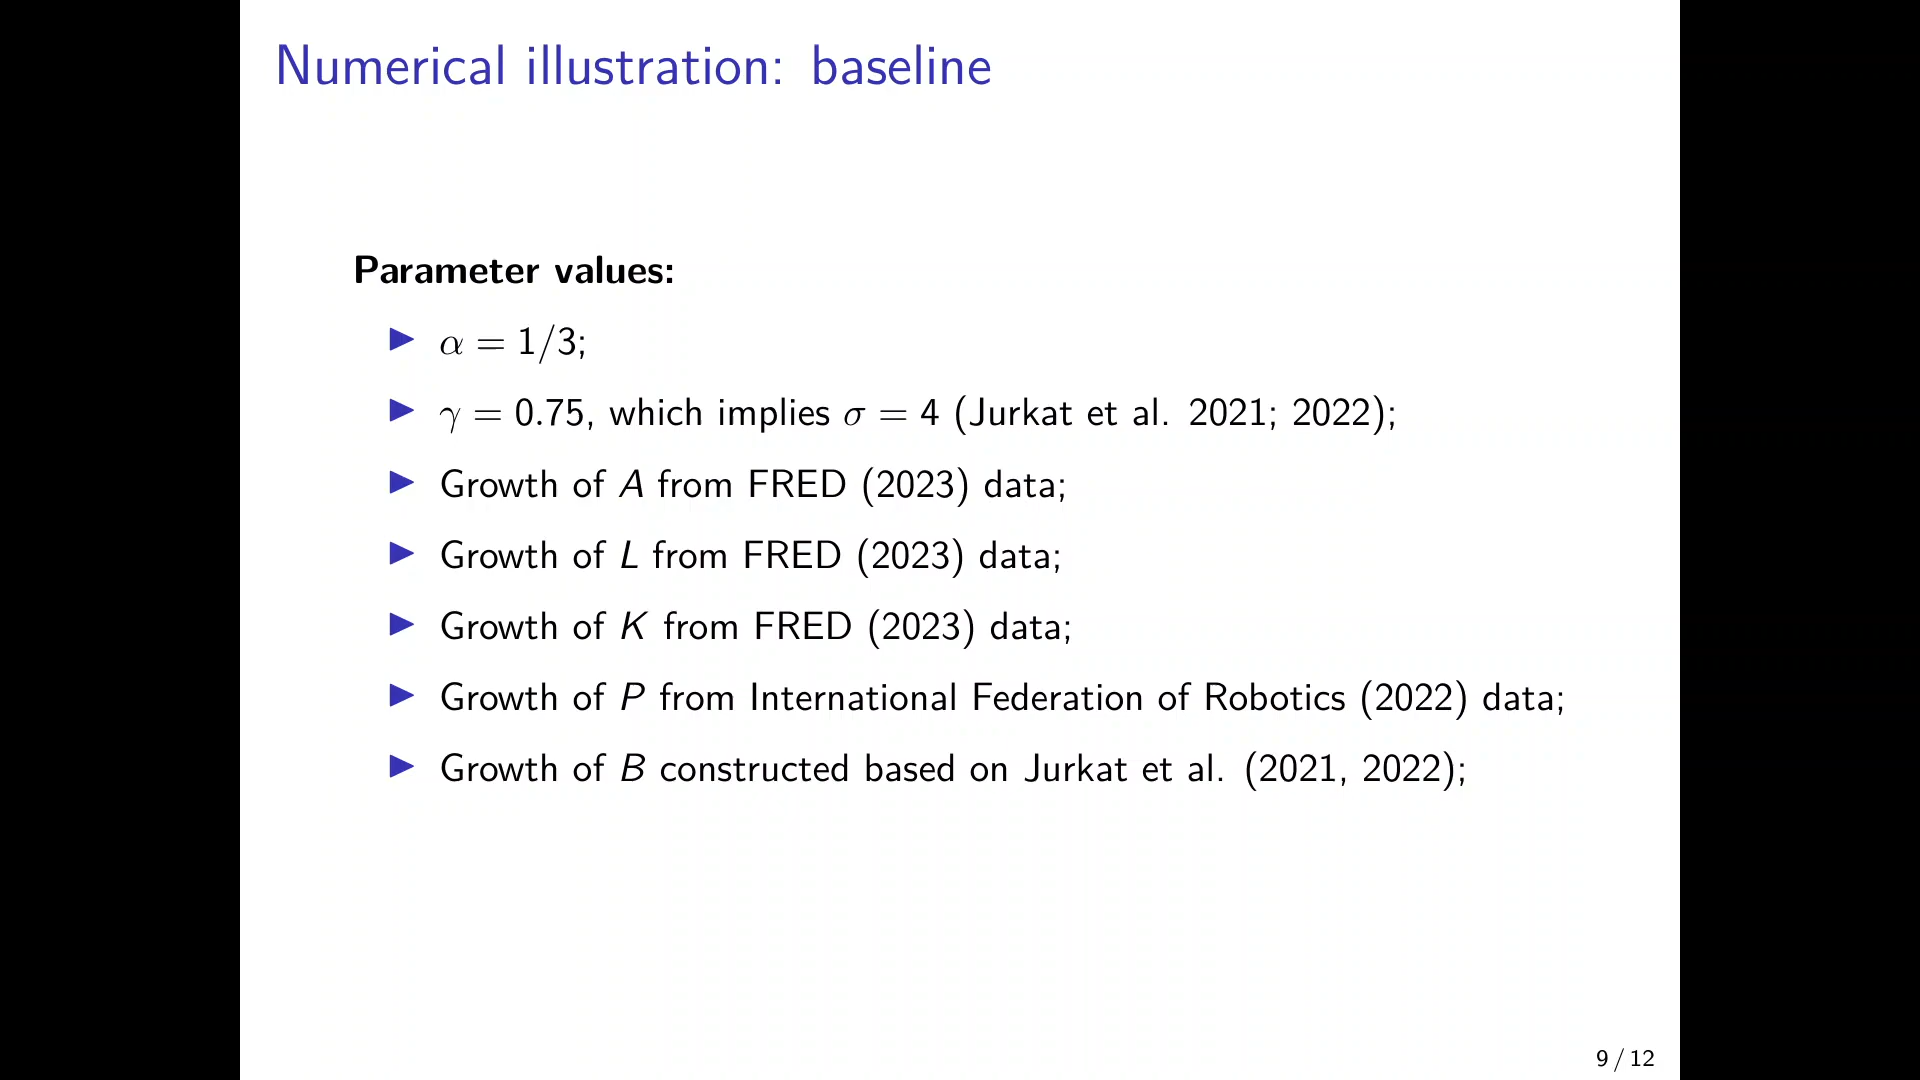 Numerical illustration: baseline
Parameter values:
▶ α = 1/3;
▶ γ = 0.75, which implies σ = 4 (Jurkat et al. 2021; 2022);
▶ Growth of A from FRED (2023) data;
▶ Growth of L from FRED (2023) data;
▶ Growth of K from FRED (2023) data;
▶ Growth of P from International Federation of Robotics (2022) data;
▶ Growth of B constructed based on Jurkat et al. (2021, 2022);
9 / 12